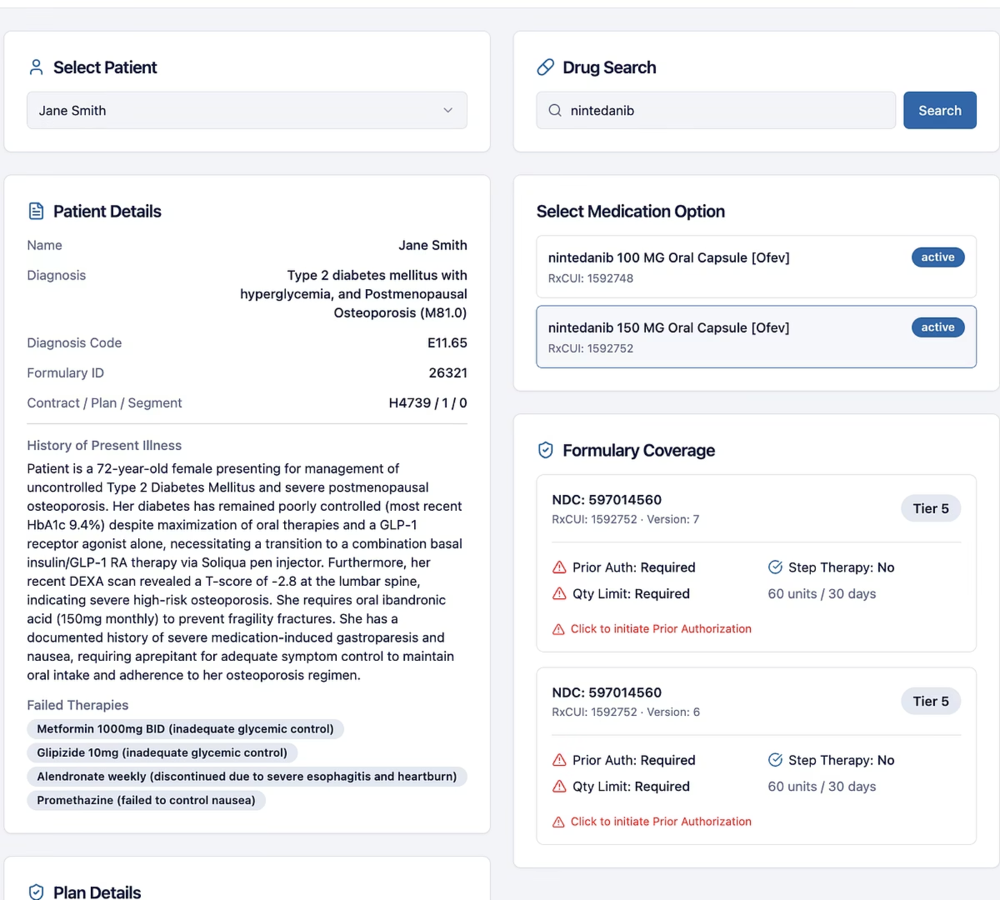 Select Patient
Jane Smith
Patient Details
Name
Jane Smith
Diagnosis
Type 2 diabetes mellitus with
hyperglycemia, and Postmenopausal
Osteoporosis (M81.0)
Diagnosis Code
E11.65
Formulary ID
26321
Contract / Plan / Segment
H4739 / 1 / 0
History of Present Illness
Patient is a 72-year-old female presenting for management of
uncontrolled Type 2 Diabetes Mellitus and severe postmenopausal
osteoporosis. Her diabetes has remained poorly controlled (most recent
HbA1c 9.4%) despite maximization of oral therapies and a GLP-1
receptor agonist alone, necessitating a transition to a combination basal
insulin/GLP-1 RA therapy via Soliqua pen injector. Furthermore, her
recent DEXA scan revealed a T-score of -2.8 at the lumbar spine,
indicating severe high-risk osteoporosis. She requires oral ibandronic
acid (150mg monthly) to prevent fragility fractures. She has a
documented history of severe medication-induced gastroparesis and
nausea, requiring aprepitant for adequate symptom control to maintain
oral intake and adherence to her osteoporosis regimen.
Failed Therapies
Metformin 1000mg BID (inadequate glycemic control)
Glipizide 10mg (inadequate glycemic control)
Alendronate weekly (discontinued due to severe esophagitis and heartburn)
Promethazine (failed to control nausea)
Plan Details
Drug Search
nintedanib
Search
Select Medication Option
nintedanib 100 MG Oral Capsule [Ofev]
active
RxCUI: 1592748
nintedanib 150 MG Oral Capsule [Ofev]
active
RxCUI: 1592752
Formulary Coverage
NDC: 597014560
RxCUI: 1592752 · Version: 7
Tier 5
Prior Auth: Required
Step Therapy: No
Qty Limit: Required
60 units / 30 days
Click to initiate Prior Authorization
NDC: 597014560
RxCUI: 1592752 · Version: 6
Tier 5
Prior Auth: Required
Step Therapy: No
Qty Limit: Required
60 units / 30 days
Click to initiate Prior Authorization